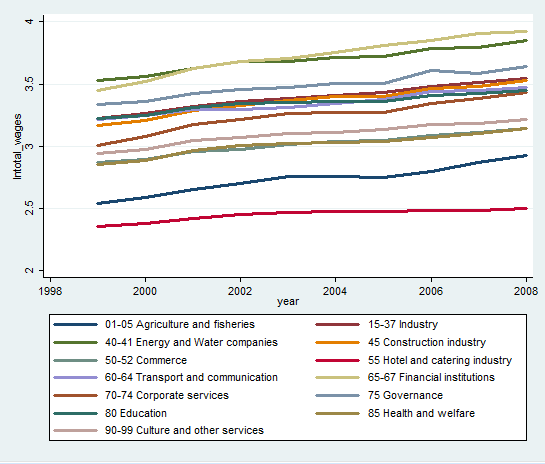 4
3.5
lntotal_wages
3
2.5
2
1998
2000
2002
2004
2006
2008
year
01-05 Agriculture and fisheries
15-37 Industry
40-41 Energy and Water companies
45 Construction industry
50-52 Commerce
55 Hotel and catering industry
60-64 Transport and communication
65-67 Financial institutions
70-74 Corporate services
75 Governance
80 Education
85 Health and welfare
90-99 Culture and other services